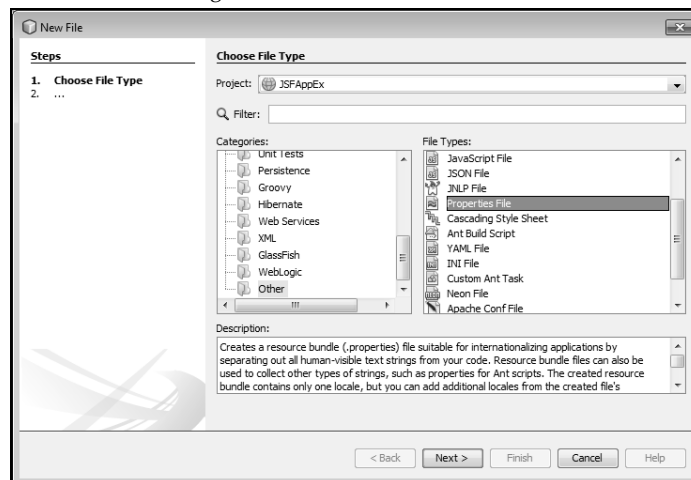 New File
Steps
1. Choose File Type
2. ...
Choose File Type
Project: JSFAppEx
Filter:
Categories:
Unit Tests
Persistence
Groovy
Hibernate
Web Services
XML
GlassFish
WebLogic
Other
File Types:
JavaScript File
JSON File
JNLP File
Properties File
Cascading Style Sheet
Ant Build Script
YAML File
INI File
Custom Ant Task
Neon File
Apache Conf File
Description:
Creates a resource bundle (.properties) file suitable for internationalizing applications by
separating out all human-visible text strings from your code. Resource bundle files can also be
used to collect other types of strings, such as properties for Ant scripts. The created resource
bundle contains only one locale, but you can add additional locales from the created file's
< Back Next > Finish Cancel Help